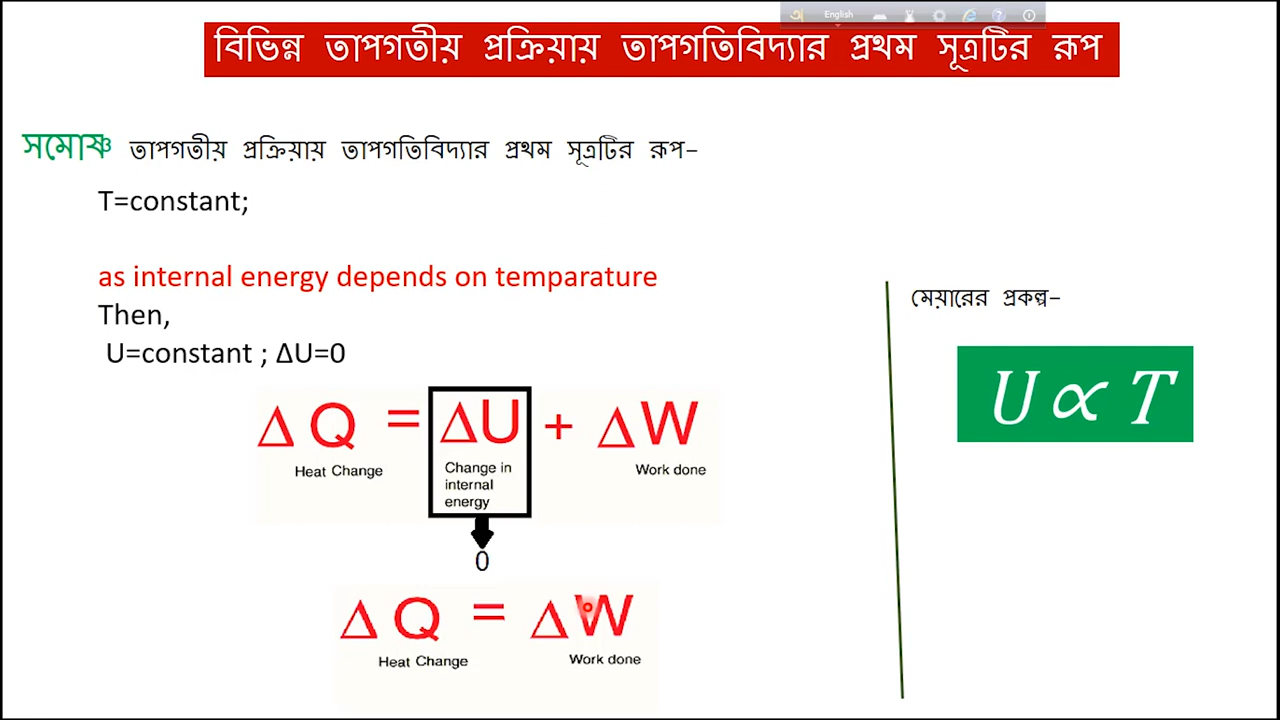 English
বিভিন্ন তাপগতীয় প্রক্রিয়ায় তাপগতিবিদ্যার প্রথম সূত্রটির রূপ
সমোষ্ণ তাপগতীয় প্রক্রিয়ায় তাপগতিবিদ্যার প্রথম সূত্রটির রূপ-
T=constant;
as internal energy depends on temparature
Then,
U=constant ; ΔU=0
Δ Q = ΔU + ΔW
Heat Change
Change in
internal
energy
Work done
0
Δ Q = ΔW
Heat Change
Work done
মেয়ারের প্রকল্প-
U ∝ T